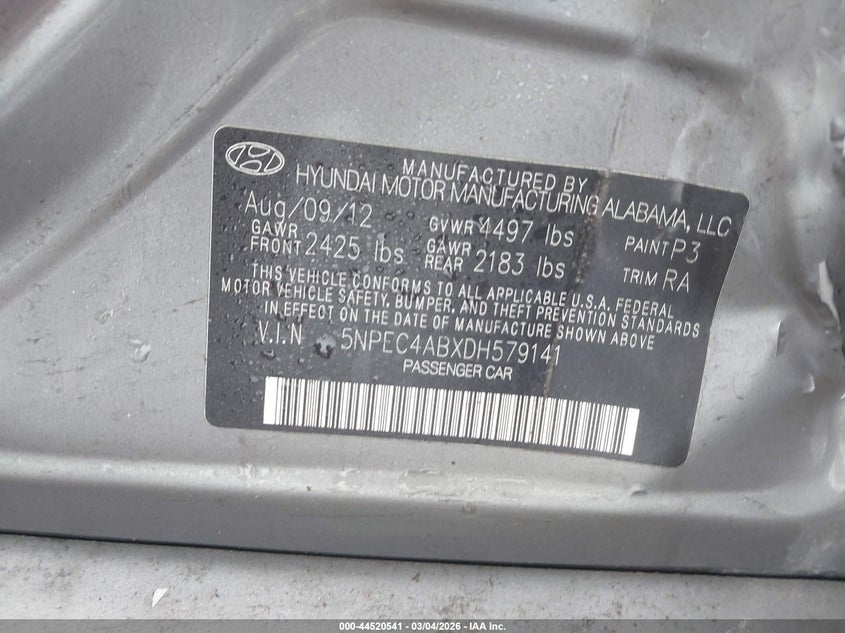 MANUFACTURED BY
HYUNDAI MOTOR MANUFACTURING ALABAMA, LLC
Aug/09/12 GVWR 4497 lbs PAINT P3
GAWR FRONT 2425 lbs GAWR REAR 2183 lbs TRIM RA
THIS VEHICLE CONFORMS TO ALL APPLICABLE U.S.A. FEDERAL
MOTOR VEHICLE SAFETY, BUMPER, AND THEFT PREVENTION STANDARDS
IN EFFECT ON THE DATE OF MANUFACTURE SHOWN ABOVE
V.I.N 5NPEC4ABXDH579141
PASSENGER CAR
000-44520541 - 03/04/2026 - IAA Inc.